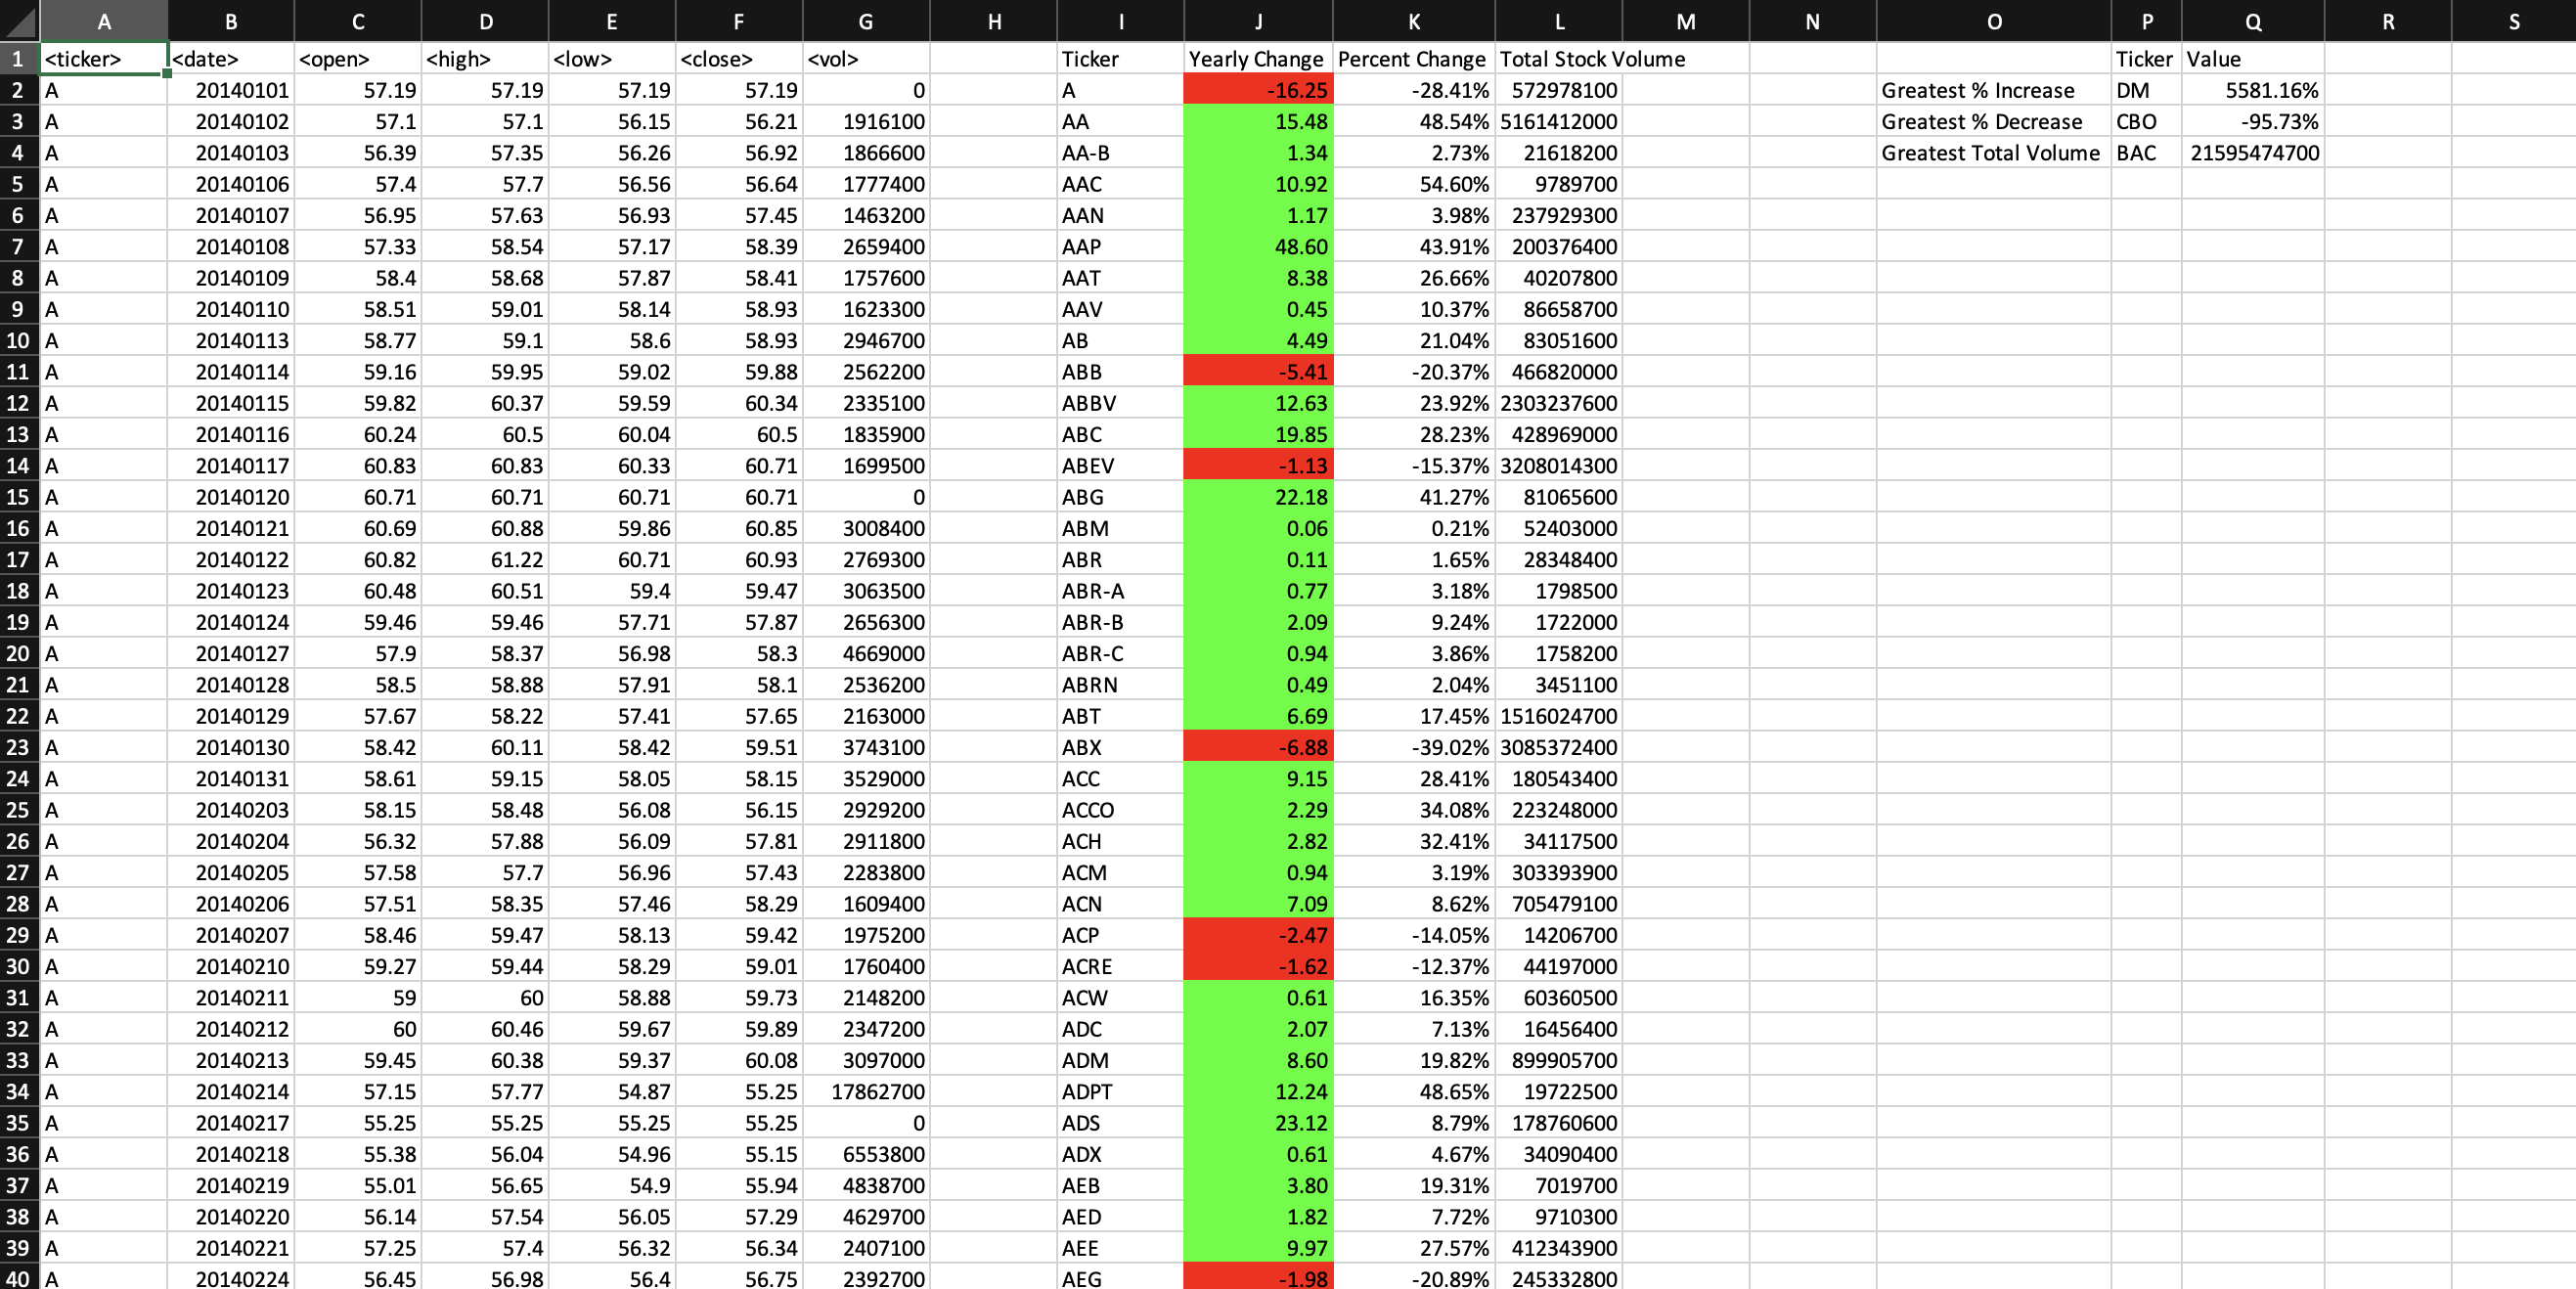 A B C D E F G H I J K L M N O P Q R S
1 <ticker> <date> <open> <high> <low> <close> <vol> Ticker Yearly Change Percent Change Total Stock Volume Ticker Value
2 A 20140101 57.19 57.19 57.19 57.19 0 A -16.25 -28.41% 572978100 Greatest % Increase DM 5581.16%
3 A 20140102 57.1 57.1 56.15 56.21 1916100 AA 15.48 48.54% 5161412000 Greatest % Decrease CBO -95.73%
4 A 20140103 56.39 57.35 56.26 56.92 1866600 AA-B 1.34 2.73% 21618200 Greatest Total Volume BAC 21595474700
5 A 20140106 57.4 57.7 56.56 56.64 1777400 AAC 10.92 54.60% 9789700
6 A 20140107 56.95 57.63 56.93 57.45 1463200 AAN 1.17 3.98% 237929300
7 A 20140108 57.33 58.54 57.17 58.39 2659400 AAP 48.60 43.91% 200376400
8 A 20140109 58.4 58.68 57.87 58.41 1757600 AAT 8.38 26.66% 40207800
9 A 20140110 58.51 59.01 58.14 58.93 1623300 AAV 0.45 10.37% 86658700
10 A 20140113 58.77 59.1 58.6 58.93 2946700 AB 4.49 21.04% 83051600
11 A 20140114 59.16 59.95 59.02 59.88 2562200 ABB -5.41 -20.37% 466820000
12 A 20140115 59.82 60.37 59.59 60.34 2335100 ABBV 12.63 23.92% 2303237600
13 A 20140116 60.24 60.5 60.04 60.5 1835900 ABC 19.85 28.23% 428969000
14 A 20140117 60.83 60.83 60.33 60.71 1699500 ABEV -1.13 -15.37% 3208014300
15 A 20140120 60.71 60.71 60.71 60.71 0 ABG 22.18 41.27% 81065600
16 A 20140121 60.69 60.88 59.86 60.85 3008400 ABM 0.06 0.21% 52403000
17 A 20140122 60.82 61.22 60.71 60.93 2769300 ABR 0.11 1.65% 28348400
18 A 20140123 60.48 60.51 59.4 59.47 3063500 ABR-A 0.77 3.18% 1798500
19 A 20140124 59.46 59.46 57.71 57.87 2656300 ABR-B 2.09 9.24% 1722000
20 A 20140127 57.9 58.37 56.98 58.3 4669000 ABR-C 0.94 3.86% 1758200
21 A 20140128 58.5 58.88 57.91 58.1 2536200 ABRN 0.49 2.04% 3451100
22 A 20140129 57.67 58.22 57.41 57.65 2163000 ABT 6.69 17.45% 1516024700
23 A 20140130 58.42 60.11 58.42 59.51 3743100 ABX -6.88 -39.02% 3085372400
24 A 20140131 58.61 59.15 58.05 58.15 3529000 ACC 9.15 28.41% 180543400
25 A 20140203 58.15 58.48 56.08 56.15 2929200 ACCO 2.29 34.08% 223248000
26 A 20140204 56.32 57.88 56.09 57.81 2911800 ACH 2.82 32.41% 34117500
27 A 20140205 57.58 57.7 56.96 57.43 2283800 ACM 0.94 3.19% 303393900
28 A 20140206 57.51 58.35 57.46 58.29 1609400 ACN 7.09 8.62% 705479100
29 A 20140207 58.46 59.47 58.13 59.42 1975200 ACP -2.47 -14.05% 14206700
30 A 20140210 59.27 59.44 58.29 59.01 1760400 ACRE -1.62 -12.37% 44197000
31 A 20140211 59 60 58.88 59.73 2148200 ACW 0.61 16.35% 60360500
32 A 20140212 60 60.46 59.67 59.89 2347200 ADC 2.07 7.13% 16456400
33 A 20140213 59.45 60.38 59.37 60.08 3097000 ADM 8.60 19.82% 899905700
34 A 20140214 57.15 57.77 54.87 55.25 17862700 ADPT 12.24 48.65% 19722500
35 A 20140217 55.25 55.25 55.25 55.25 0 ADS 23.12 8.79% 178760600
36 A 20140218 55.38 56.04 54.96 55.15 6553800 ADX 0.61 4.67% 34090400
37 A 20140219 55.01 56.65 54.9 55.94 4838700 AEB 3.80 19.31% 7019700
38 A 20140220 56.14 57.54 56.05 57.29 4629700 AED 1.82 7.72% 9710300
39 A 20140221 57.25 57.4 56.32 56.34 2407100 AEE 9.97 27.57% 412343900
40 A 20140224 56.45 56.98 56.4 56.75 2392700 AEG -1.98 -20.89% 245332800